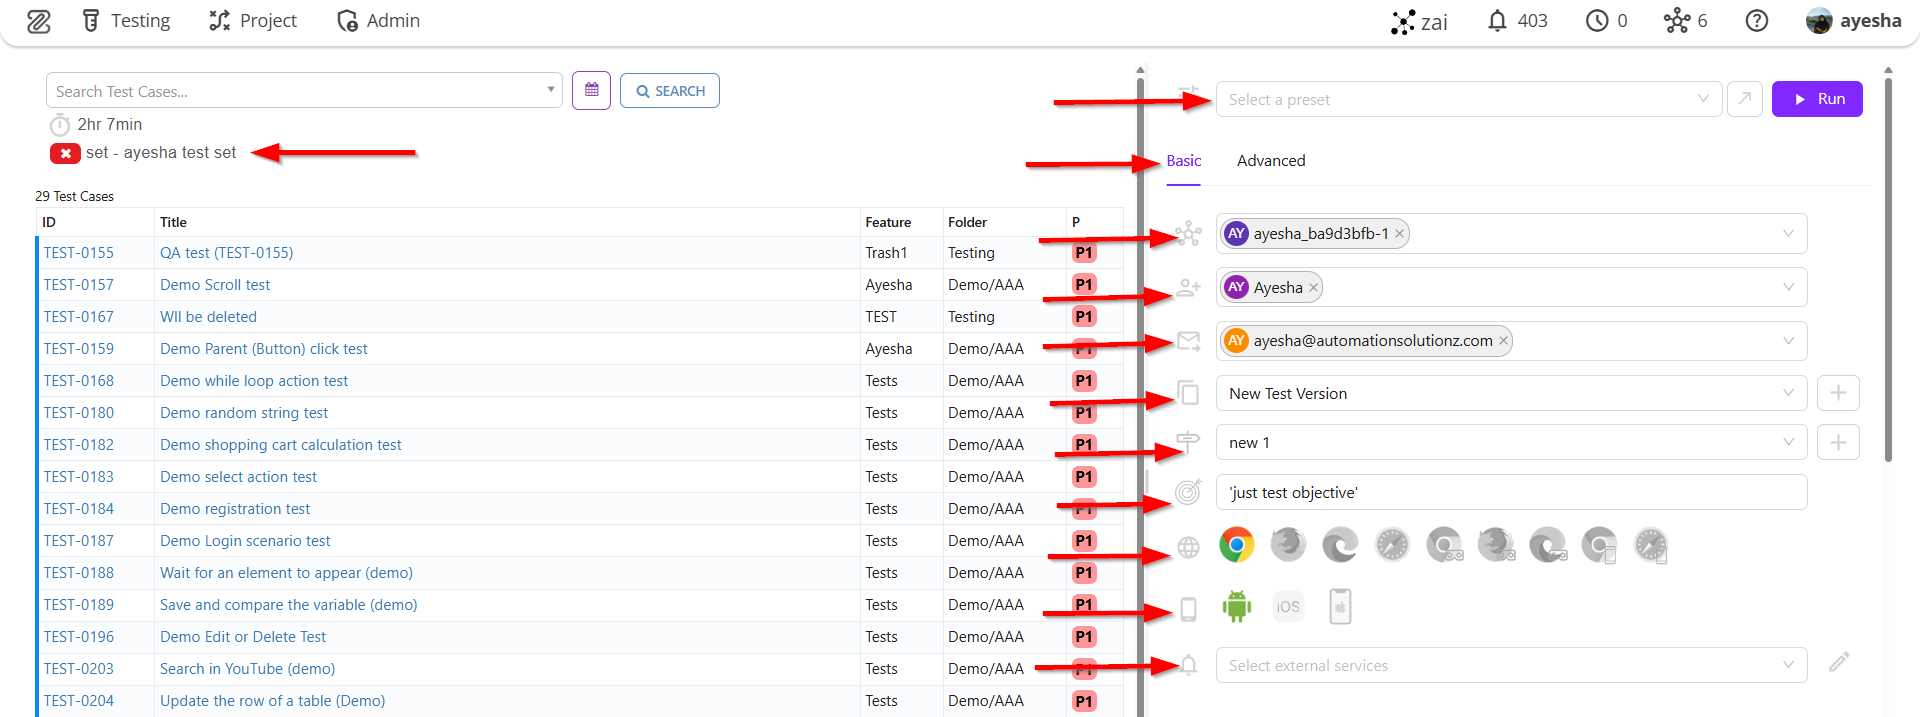 Testing Project Admin zai 403 0 6 ayesha
Search Test Cases... SEARCH
2hr 7min
set - ayesha test set
29 Test Cases
ID Title Feature Folder P
TEST-0155 QA test (TEST-0155) Trash1 Testing P1
TEST-0157 Demo Scroll test Ayesha Demo/AAA P1
TEST-0167 WIl be deleted TEST Testing P1
TEST-0159 Demo Parent (Button) click test Ayesha Demo/AAA P1
TEST-0168 Demo while loop action test Tests Demo/AAA P1
TEST-0180 Demo random string test Tests Demo/AAA P1
TEST-0182 Demo shopping cart calculation test Tests Demo/AAA P1
TEST-0183 Demo select action test Tests Demo/AAA P1
TEST-0184 Demo registration test Tests Demo/AAA P1
TEST-0187 Demo Login scenario test Tests Demo/AAA P1
TEST-0188 Wait for an element to appear (demo) Tests Demo/AAA P1
TEST-0189 Save and compare the variable (demo) Tests Demo/AAA P1
TEST-0196 Demo Edit or Delete Test Tests Demo/AAA P1
TEST-0203 Search in YouTube (demo) Tests Demo/AAA P1
TEST-0204 Update the row of a table (Demo) Tests Demo/AAA P1
Select a preset Run
Basic Advanced
AY ayesha_ba9d3bfb-1
AY Ayesha
AY ayesha@automationsolutionz.com
New Test Version
new 1
'just test objective'
iOS
Select external services